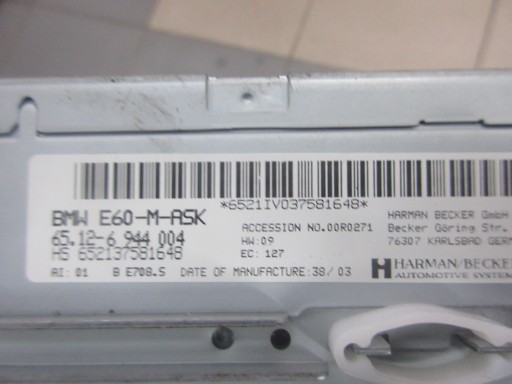 *6521IV037581648*
BMW E60-M-ASK
65.12-6 944 004
HS 652137581648
AI: 01 B E708.5 DATE OF MANUFACTURE:38/ 03
ACCESSION NO.00R0271
HW:09
EC: 127
HARMAN BECKER GmbH
Becker Göring Str.
76307 KARLSBAD GERM
HARMAN/BECKER
AUTOMOTIVE SYSTEM